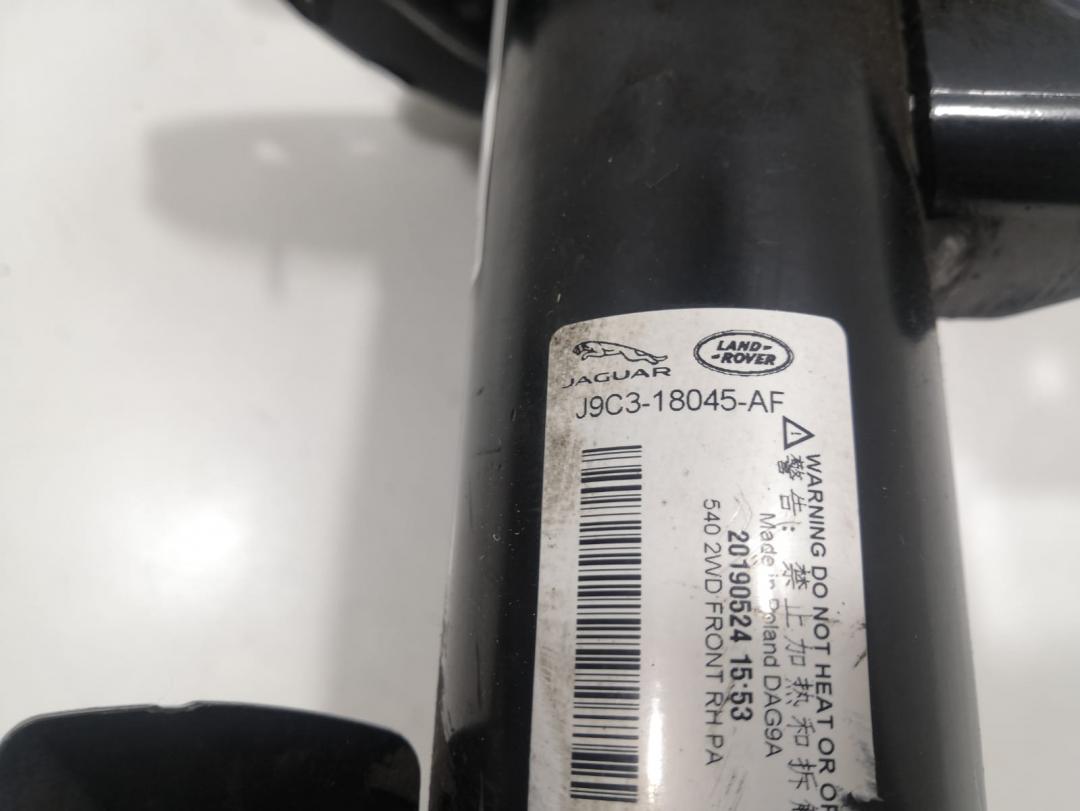 JAGUAR
LAND-
-ROVER
J9C3-18045-AF
WARNING DO NOT HEAT OR
警告: 禁止加热和拆
Made in Poland DAG9A
20190524 15:53
540 2WD FRONT RH PA